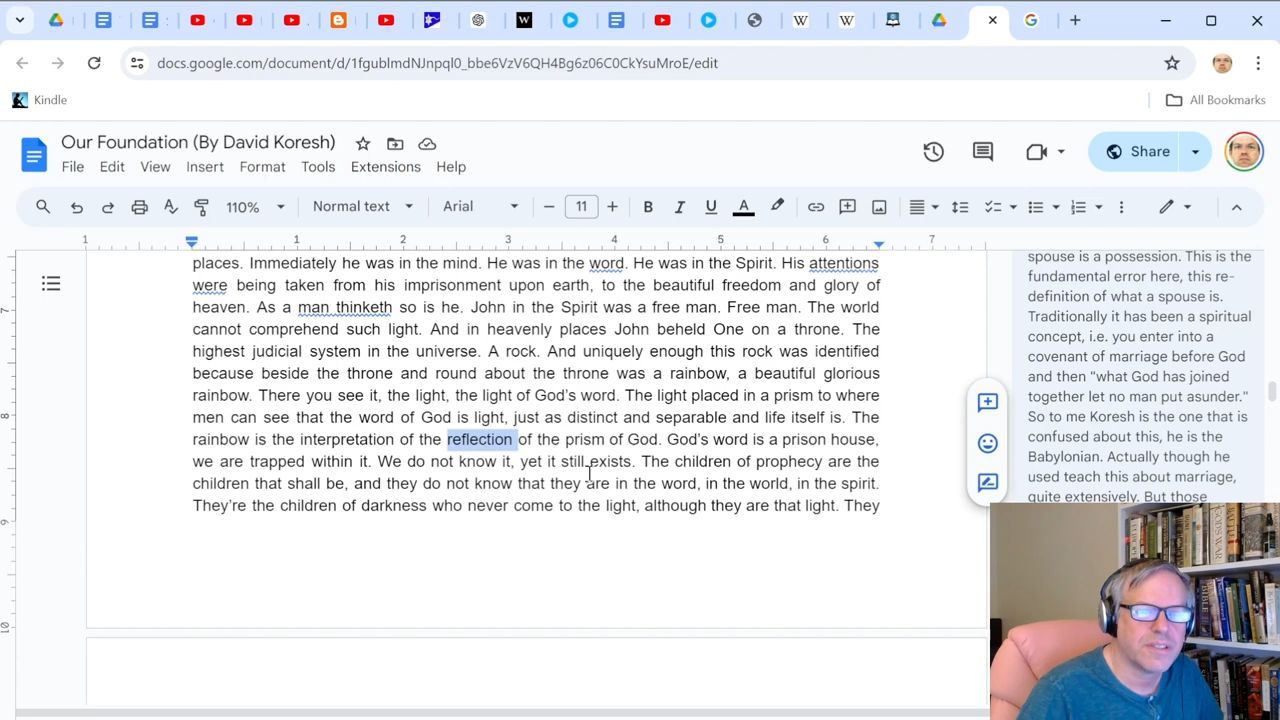 docs.google.com/document/d/1fgublmdNJnpql0_bbe6VzV6QH4Bg6z06C0CkYsuMroE/edit
Kindle
All Bookmarks
Our Foundation (By David Koresh)
Share
File Edit View Insert Format Tools Extensions Help
110% Normal text Arial 11 B I U A
1 1 2 3 4 5 6 7
places. Immediately he was in the mind. He was in the word. He was in the Spirit. His attentions
were being taken from his imprisonment upon earth, to the beautiful freedom and glory of
heaven. As a man thinketh so is he. John in the Spirit was a free man. Free man. The world
cannot comprehend such light. And in heavenly places John beheld One on a throne. The
highest judicial system in the universe. A rock. And uniquely enough this rock was identified
because beside the throne and round about the throne was a rainbow, a beautiful glorious
rainbow. There you see it, the light, the light of God's word. The light placed in a prism to where
men can see that the word of God is light, just as distinct and separable and life itself is. The
rainbow is the interpretation of the reflection of the prism of God. God's word is a prison house,
we are trapped within it. We do not know it, yet it still exists. The children of prophecy are the
children that shall be, and they do not know that they are in the word, in the world, in the spirit.
They're the children of darkness who never come to the light, although they are that light. They
7
8
9
10
spouse is a possession. This is the
fundamental error here, this re-
definition of what a spouse is.
Traditionally it has been a spiritual
concept, i.e. you enter into a
covenant of marriage before God
and then "what God has joined
together let no man put asunder."
So to me Koresh is the one that is
confused about this, he is the
Babylonian. Actually though he
used teach this about marriage,
quite extensively. But those